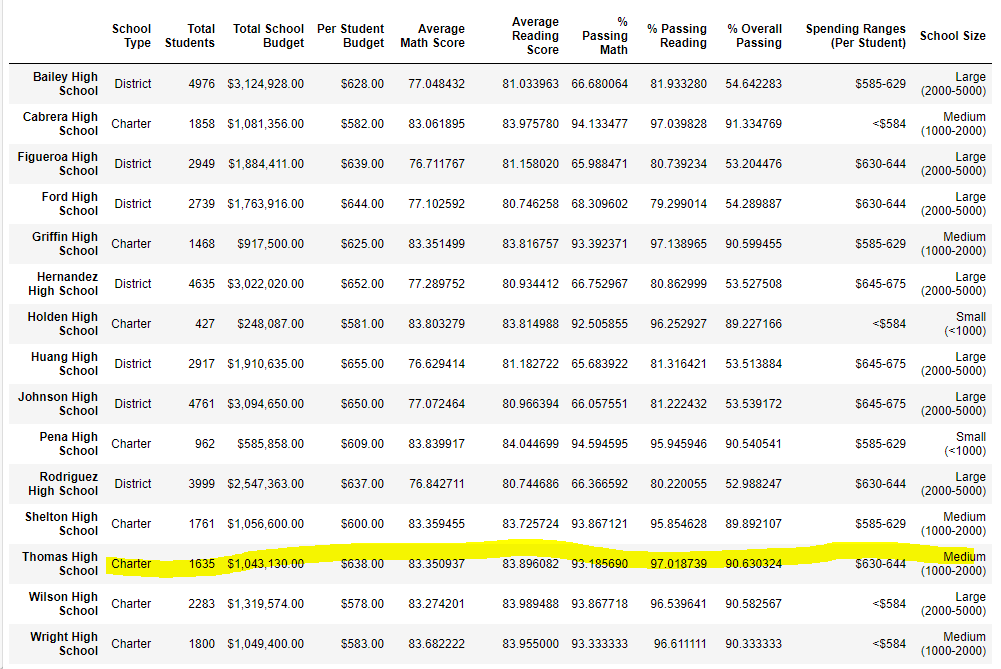 School Type Total Students Total School Budget Per Student Budget Average Math Score Average Reading Score % Passing Math % Passing Reading % Overall Passing Spending Ranges (Per Student) School Size
Bailey High School District 4976 $3,124,928.00 $628.00 77.048432 81.033963 66.680064 81.933280 54.642283 $585-629 Large (2000-5000)
Cabrera High School Charter 1858 $1,081,356.00 $582.00 83.061895 83.975780 94.133477 97.039828 91.334769 <$584 Medium (1000-2000)
Figueroa High School District 2949 $1,884,411.00 $639.00 76.711767 81.158020 65.988471 80.739234 53.204476 $630-644 Large (2000-5000)
Ford High School District 2739 $1,763,916.00 $644.00 77.102592 80.746258 68.309602 79.299014 54.289887 $630-644 Large (2000-5000)
Griffin High School Charter 1468 $917,500.00 $625.00 83.351499 83.816757 93.392371 97.138965 90.599455 $585-629 Medium (1000-2000)
Hernandez High School District 4635 $3,022,020.00 $652.00 77.289752 80.934412 66.752967 80.862999 53.527508 $645-675 Large (2000-5000)
Holden High School Charter 427 $248,087.00 $581.00 83.803279 83.814988 92.505855 96.252927 89.227166 <$584 Small (<1000)
Huang High School District 2917 $1,910,635.00 $655.00 76.629414 81.182722 65.683922 81.316421 53.513884 $645-675 Large (2000-5000)
Johnson High School District 4761 $3,094,650.00 $650.00 77.072464 80.966394 66.057551 81.222432 53.539172 $645-675 Large (2000-5000)
Pena High School Charter 962 $585,858.00 $609.00 83.839917 84.044699 94.594595 95.945946 90.540541 $585-629 Small (<1000)
Rodriguez High School District 3999 $2,547,363.00 $637.00 76.842711 80.744686 66.366592 80.220055 52.988247 $630-644 Large (2000-5000)
Shelton High School Charter 1761 $1,056,600.00 $600.00 83.359455 83.725724 93.867121 95.854628 89.892107 $585-629 Medium (1000-2000)
Thomas High School Charter 1635 $1,043,130.00 $638.00 83.350937 83.896082 93.185690 97.018739 90.630324 $630-644 Medium (1000-2000)
Wilson High School Charter 2283 $1,319,574.00 $578.00 83.274201 83.989488 93.867718 96.539641 90.582567 <$584 Large (2000-5000)
Wright High School Charter 1800 $1,049,400.00 $583.00 83.682222 83.955000 93.333333 96.611111 90.333333 <$584 Medium (1000-2000)